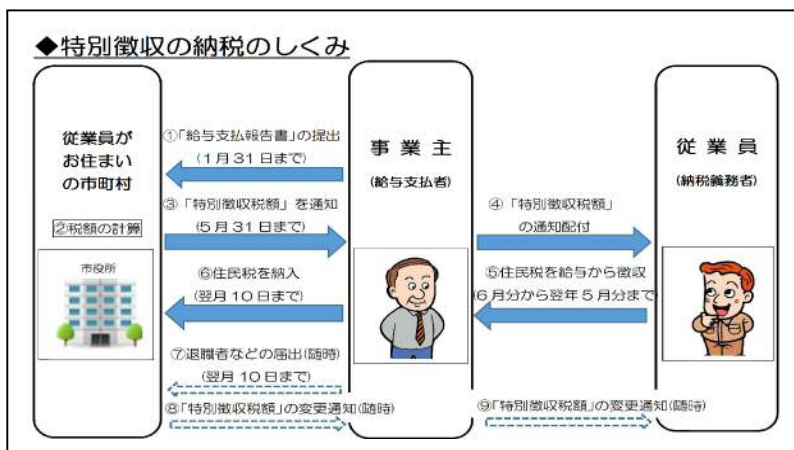 ◆特別徴収の納税のしくみ
従業員が
お住まい
の市町村
②税額の計算
市役所
①「給与支払報告書」の提出
(1月31日まで)
③「特別徴収税額」を通知
(5月31日まで)
⑥住民税を納入
(翌月10日まで)
⑦退職者などの届出(随時)
(翌月10日まで)
⑧「特別徴収税額」の変更通知(随時)
事業主
(給与支払者)
④「特別徴収税額」
の通知配付
⑤住民税を給与から徴収
(6月分から翌年5月分まで)
⑨「特別徴収税額」の変更通知(随時)
従業員
(納税義務者)